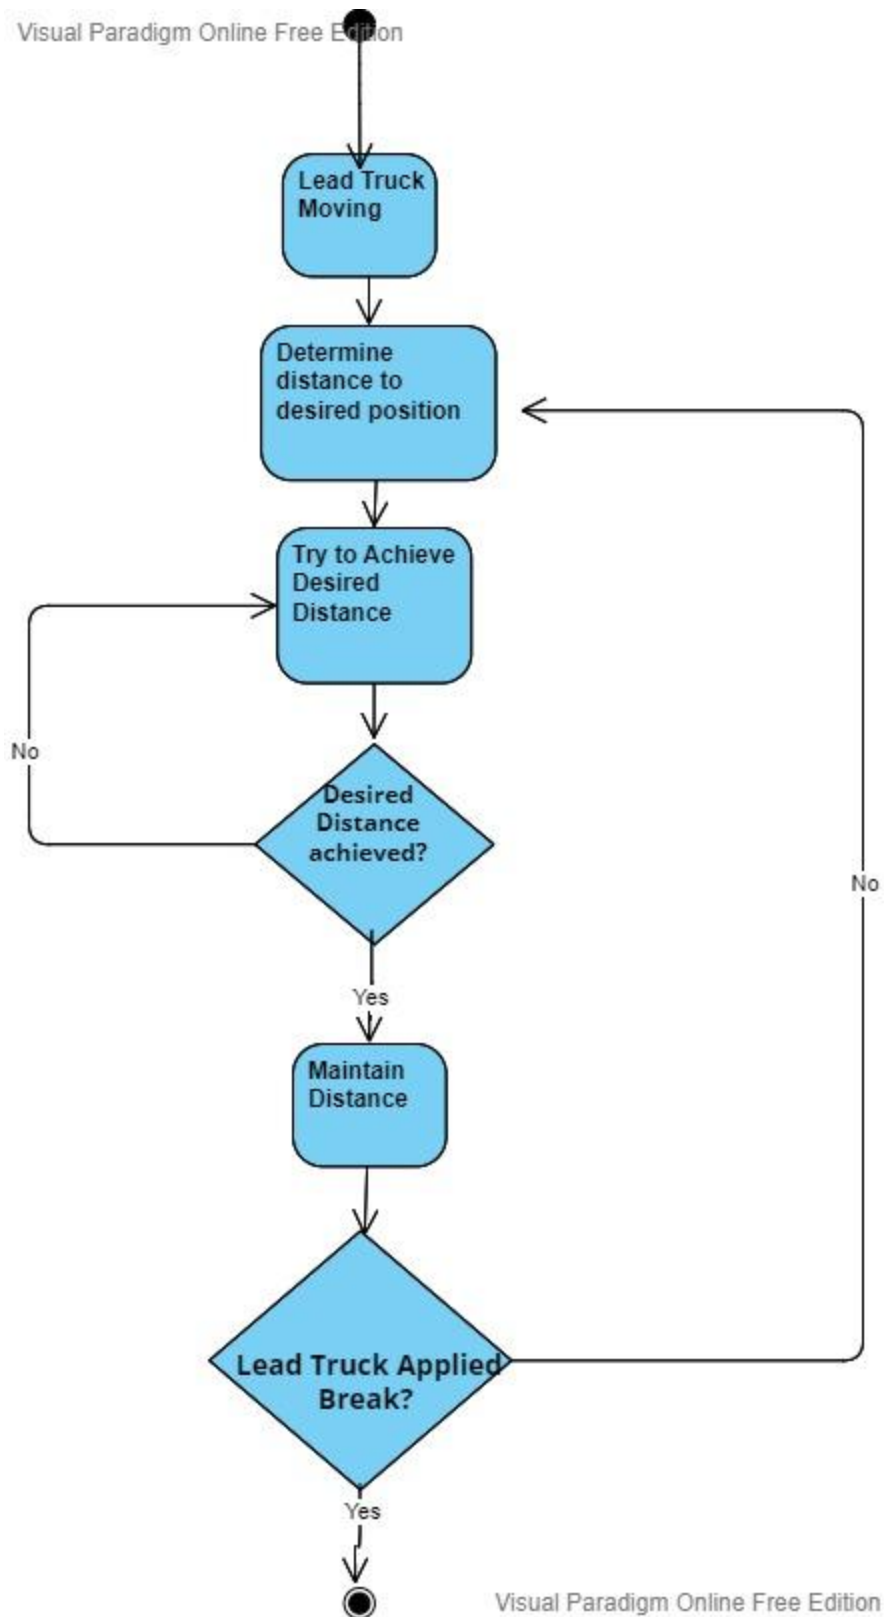 Visual Paradigm Online Free Edition
Lead Truck
Moving
Determine
distance to
desired position
Try to Achieve
Desired
Distance
No
Desired
Distance
achieved?
No
Yes
Maintain
Distance
Lead Truck Applied
Break?
Yes
Visual Paradigm Online Free Edition